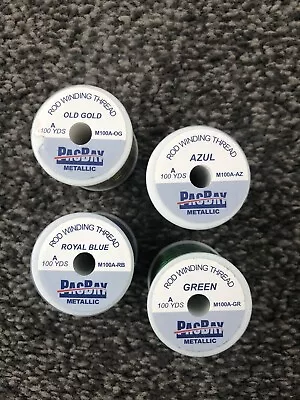 ROD WINDING THREAD
OLD GOLD
A
100 YDS
M100A-OG
PACBAY
METALLIC
ROD WINDING THREAD
AZUL
A
100 YDS
M100A-AZ
PACBAY
METALLIC
ROD WINDING THREAD
ROYAL BLUE
A
100 YDS
M100A-RB
PACBAY
METALLIC
ROD WINDING THREAD
GREEN
A
100 YDS
M100A-GR
PACBAY
METALLIC